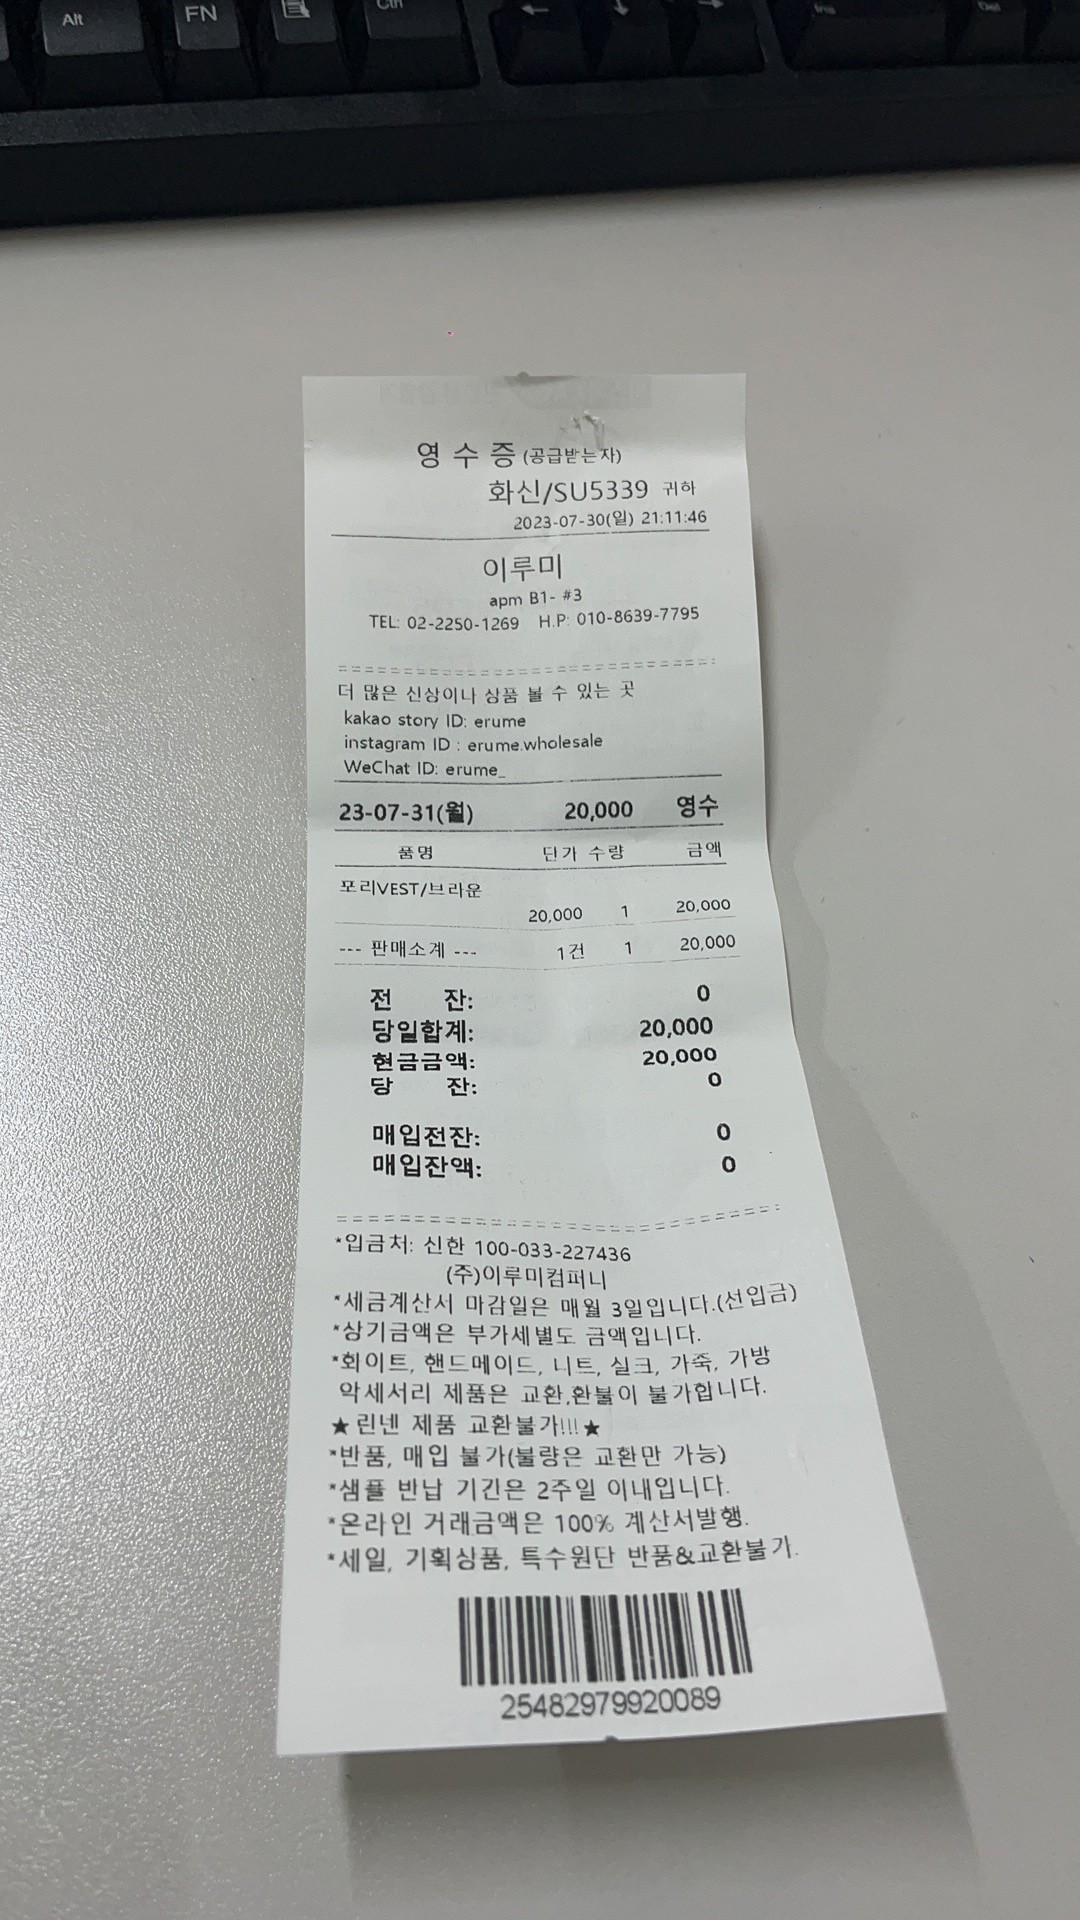 Alt
FN
Ctrl
Ins
Del
영 수 증 (공급받는자)
화신/SU5339 귀하
2023-07-30(일) 21:11:46
이루미
apm B1- #3
TEL: 02-2250-1269 H.P: 010-8639-7795
더 많은 신상이나 상품 볼 수 있는 곳
kakao story ID: erume
instagram ID : erume.wholesale
WeChat ID: erume_
23-07-31(월) 20,000 영수
품명 단가 수량 금액
포리VEST/브라운
20,000 1 20,000
--- 판매소계 --- 1건 1 20,000
전 잔: 0
당일합계: 20,000
현금금액: 20,000
당 잔: 0
매입전잔: 0
매입잔액: 0
*입금처: 신한 100-033-227436
(주)이루미컴퍼니
*세금계산서 마감일은 매월 3일입니다.(선입금)
*상기금액은 부가세별도 금액입니다.
*화이트, 핸드메이드, 니트, 실크, 가죽, 가방
악세서리 제품은 교환,환불이 불가합니다.
★린넨 제품 교환불가!!!★
*반품, 매입 불가(불량은 교환만 가능)
*샘플 반납 기간은 2주일 이내입니다.
*온라인 거래금액은 100% 계산서발행.
*세일, 기획상품, 특수원단 반품&교환불가.
25482979920089